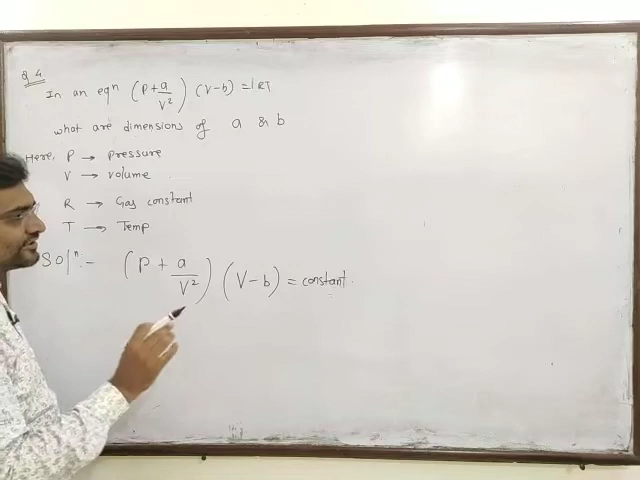 Q 4
In an eqn (P+a/V²) (V-b) = RT
what are dimensions of a & b
Here, P → pressure
V → volume
R → Gas constant
T → Temp
Solⁿ:- (P + a/V²) (V-b) = constant.